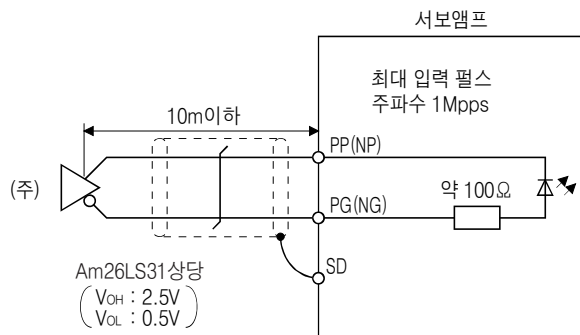 서보앰프
최대 입력 펄스
주파수 1Mpps
10m이하
PP(NP)
(주)
약 100Ω
PG(NG)
SD
Am26LS31상당
VOH : 2.5V
VOL : 0.5V